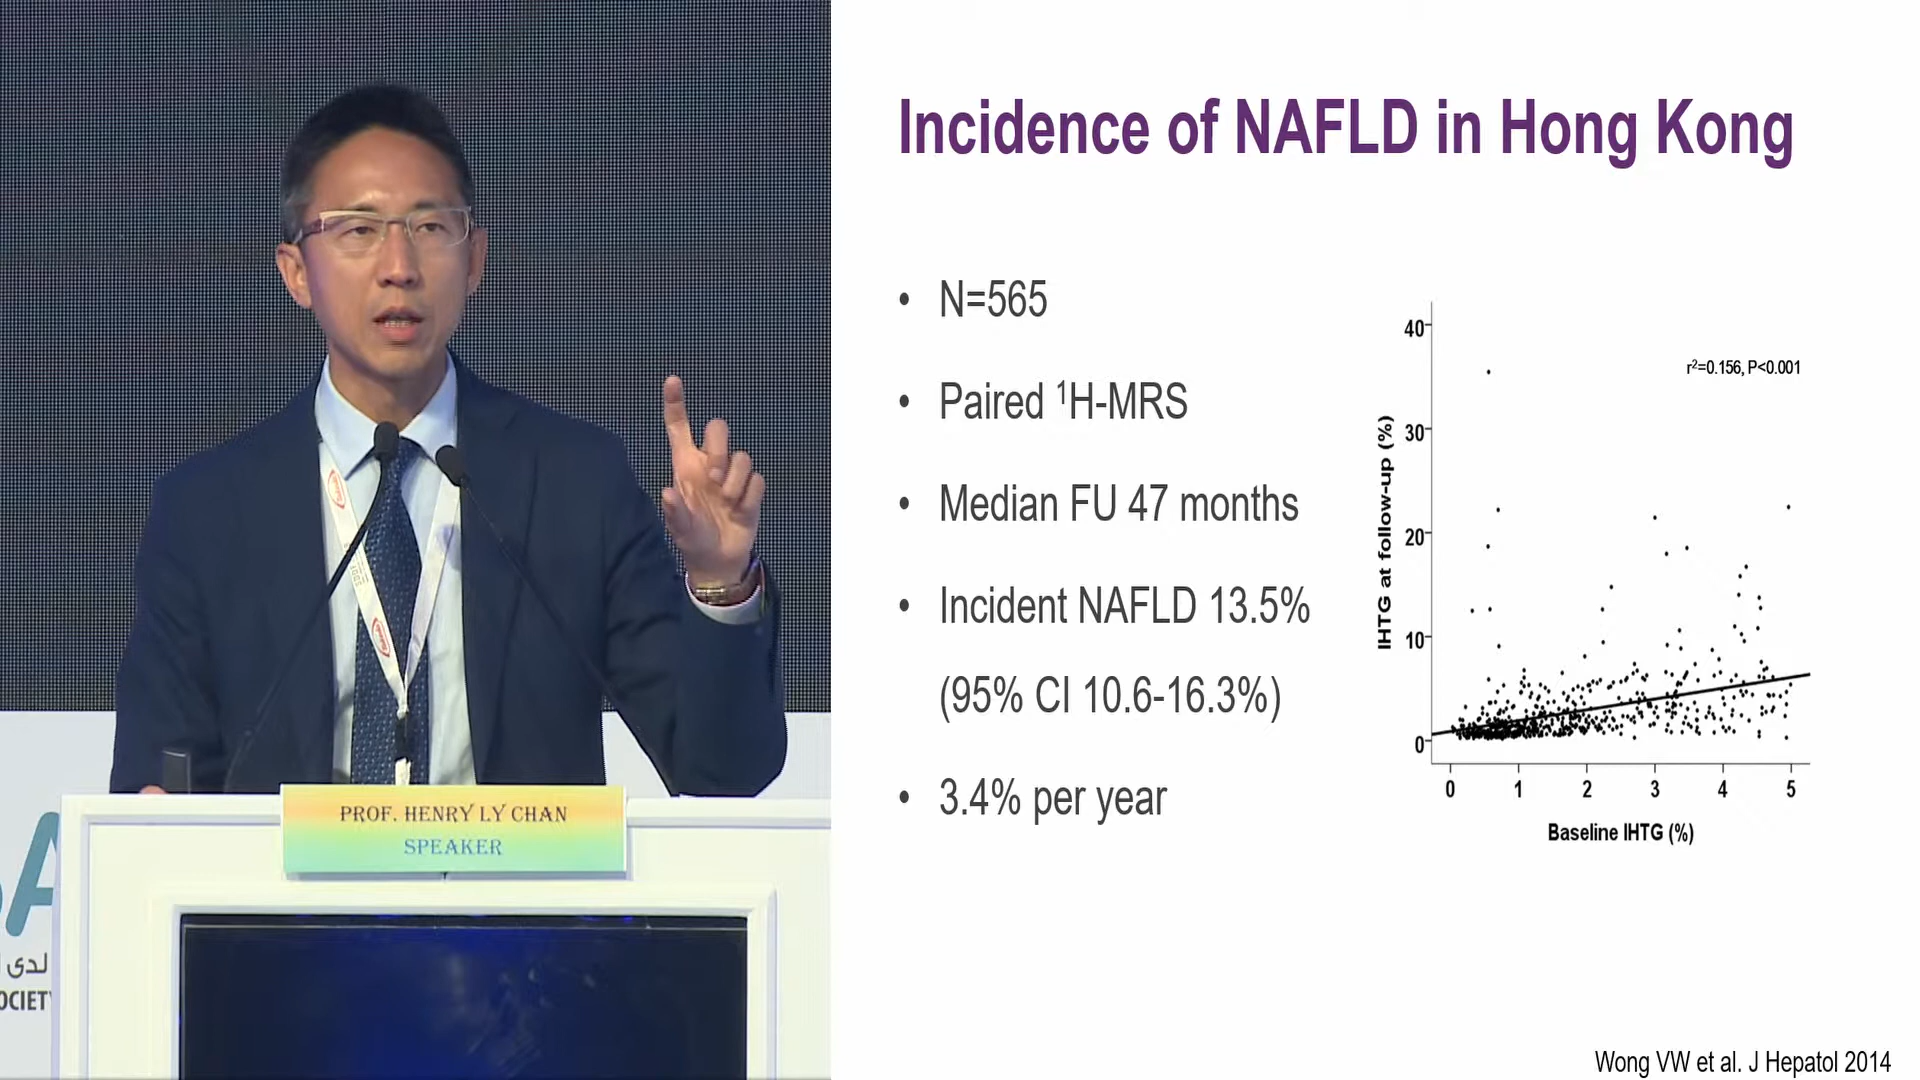 Incidence of NAFLD in Hong Kong
• N=565
• Paired ¹H-MRS
• Median FU 47 months
• Incident NAFLD 13.5%
(95% CI 10.6-16.3%)
• 3.4% per year
r²=0.156, P<0.001
IHTG at follow-up (%)
40
30
20
10
0
0 1 2 3 4 5
Baseline IHTG (%)
Wong VW et al. J Hepatol 2014
PROF. HENRY LY CHAN
SPEAKER
لدى
OCIETY